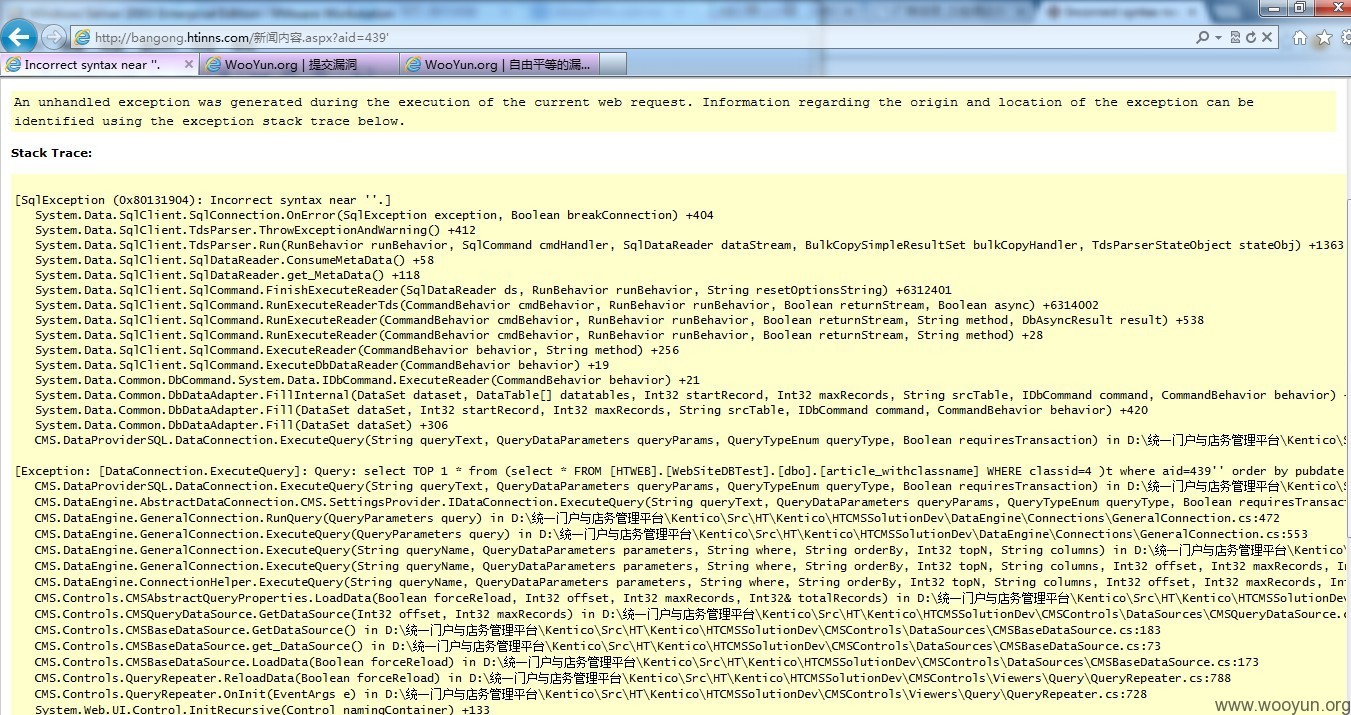 http://bangong.htinns.com/新闻内容.aspx?aid=439'
Incorrect syntax near ''.
WooYun.org | 提交漏洞
WooYun.org | 自由平等的漏...
An unhandled exception was generated during the execution of the current web request. Information regarding the origin and location of the exception can be
identified using the exception stack trace below.
Stack Trace:
[SqlException (0x80131904): Incorrect syntax near ''.]
System.Data.SqlClient.SqlConnection.OnError(SqlException exception, Boolean breakConnection) +404
System.Data.SqlClient.TdsParser.ThrowExceptionAndWarning() +412
System.Data.SqlClient.TdsParser.Run(RunBehavior runBehavior, SqlCommand cmdHandler, SqlDataReader dataStream, BulkCopySimpleResultSet bulkCopyHandler, TdsParserStateObject stateObj) +1363
System.Data.SqlClient.SqlDataReader.ConsumeMetaData() +58
System.Data.SqlClient.SqlDataReader.get_MetaData() +118
System.Data.SqlClient.SqlCommand.FinishExecuteReader(SqlDataReader ds, RunBehavior runBehavior, String resetOptionsString) +6312401
System.Data.SqlClient.SqlCommand.RunExecuteReaderTds(CommandBehavior cmdBehavior, RunBehavior runBehavior, Boolean returnStream, Boolean async) +6314002
System.Data.SqlClient.SqlCommand.RunExecuteReader(CommandBehavior cmdBehavior, RunBehavior runBehavior, Boolean returnStream, String method, DbAsyncResult result) +538
System.Data.SqlClient.SqlCommand.RunExecuteReader(CommandBehavior cmdBehavior, RunBehavior runBehavior, Boolean returnStream, String method) +28
System.Data.SqlClient.SqlCommand.ExecuteReader(CommandBehavior behavior, String method) +256
System.Data.SqlClient.SqlCommand.ExecuteDbDataReader(CommandBehavior behavior) +19
System.Data.Common.DbCommand.System.Data.IDbCommand.ExecuteReader(CommandBehavior behavior) +21
System.Data.Common.DbDataAdapter.FillInternal(DataSet dataset, DataTable[] datatables, Int32 startRecord, Int32 maxRecords, String srcTable, IDbCommand command, CommandBehavior behavior)
System.Data.Common.DbDataAdapter.Fill(DataSet dataSet, Int32 startRecord, Int32 maxRecords, String srcTable, IDbCommand command, CommandBehavior behavior) +420
System.Data.Common.DbDataAdapter.Fill(DataSet dataSet) +306
CMS.DataProviderSQL.DataConnection.ExecuteQuery(String queryText, QueryDataParameters queryParams, QueryTypeEnum queryType, Boolean requiresTransaction) in D:\统一门户与店务管理平台\Kentico\S
[Exception: [DataConnection.ExecuteQuery]: Query: select TOP 1 * from (select * FROM [HTWEB].[WebSiteDBTest].[dbo].[article_withclassname] WHERE classid=4 )t where aid=439'' order by pubdate
CMS.DataProviderSQL.DataConnection.ExecuteQuery(String queryText, QueryDataParameters queryParams, QueryTypeEnum queryType, Boolean requiresTransaction) in D:\统一门户与店务管理平台\Kentico\S
CMS.DataEngine.AbstractDataConnection.CMS.SettingsProvider.IDataConnection.ExecuteQuery(String queryText, QueryDataParameters queryParams, QueryTypeEnum queryType, Boolean requiresTransact
CMS.DataEngine.GeneralConnection.RunQuery(QueryParameters query) in D:\统一门户与店务管理平台\Kentico\Src\HT\Kentico\HTCMSSolutionDev\DataEngine\Connections\GeneralConnection.cs:472
CMS.DataEngine.GeneralConnection.ExecuteQuery(QueryParameters query) in D:\统一门户与店务管理平台\Kentico\Src\HT\Kentico\HTCMSSolutionDev\DataEngine\Connections\GeneralConnection.cs:553
CMS.DataEngine.GeneralConnection.ExecuteQuery(String queryName, QueryDataParameters parameters, String where, String orderBy, Int32 topN, String columns) in D:\统一门户与店务管理平台\Kentico\
CMS.DataEngine.GeneralConnection.ExecuteQuery(String queryName, QueryDataParameters parameters, String where, String orderBy, Int32 topN, String columns, Int32 offset, Int32 maxRecords, In
CMS.DataEngine.ConnectionHelper.ExecuteQuery(String queryName, QueryDataParameters parameters, String where, String orderBy, Int32 topN, String columns, Int32 offset, Int32 maxRecords, Int
CMS.Controls.CMSAbstractQueryProperties.LoadData(Boolean forceReload, Int32 offset, Int32 maxRecords, Int32& totalRecords) in D:\统一门户与店务管理平台\Kentico\Src\HT\Kentico\HTCMSSolutionDev\
CMS.Controls.CMSQueryDataSource.GetDataSource(Int32 offset, Int32 maxRecords) in D:\统一门户与店务管理平台\Kentico\Src\HT\Kentico\HTCMSSolutionDev\CMSControls\DataSources\CMSQueryDataSource.c
CMS.Controls.CMSBaseDataSource.GetDataSource() in D:\统一门户与店务管理平台\Kentico\Src\HT\Kentico\HTCMSSolutionDev\CMSControls\DataSources\CMSBaseDataSource.cs:183
CMS.Controls.CMSBaseDataSource.get_DataSource() in D:\统一门户与店务管理平台\Kentico\Src\HT\Kentico\HTCMSSolutionDev\CMSControls\DataSources\CMSBaseDataSource.cs:73
CMS.Controls.CMSBaseDataSource.LoadData(Boolean forceReload) in D:\统一门户与店务管理平台\Kentico\Src\HT\Kentico\HTCMSSolutionDev\CMSControls\DataSources\CMSBaseDataSource.cs:173
CMS.Controls.QueryRepeater.ReloadData(Boolean forceReload) in D:\统一门户与店务管理平台\Kentico\Src\HT\Kentico\HTCMSSolutionDev\CMSControls\Viewers\Query\QueryRepeater.cs:788
CMS.Controls.QueryRepeater.OnInit(EventArgs e) in D:\统一门户与店务管理平台\Kentico\Src\HT\Kentico\HTCMSSolutionDev\CMSControls\Viewers\Query\QueryRepeater.cs:728
System.Web.UI.Control.InitRecursive(Control namingContainer) +133
www.wooyun.org